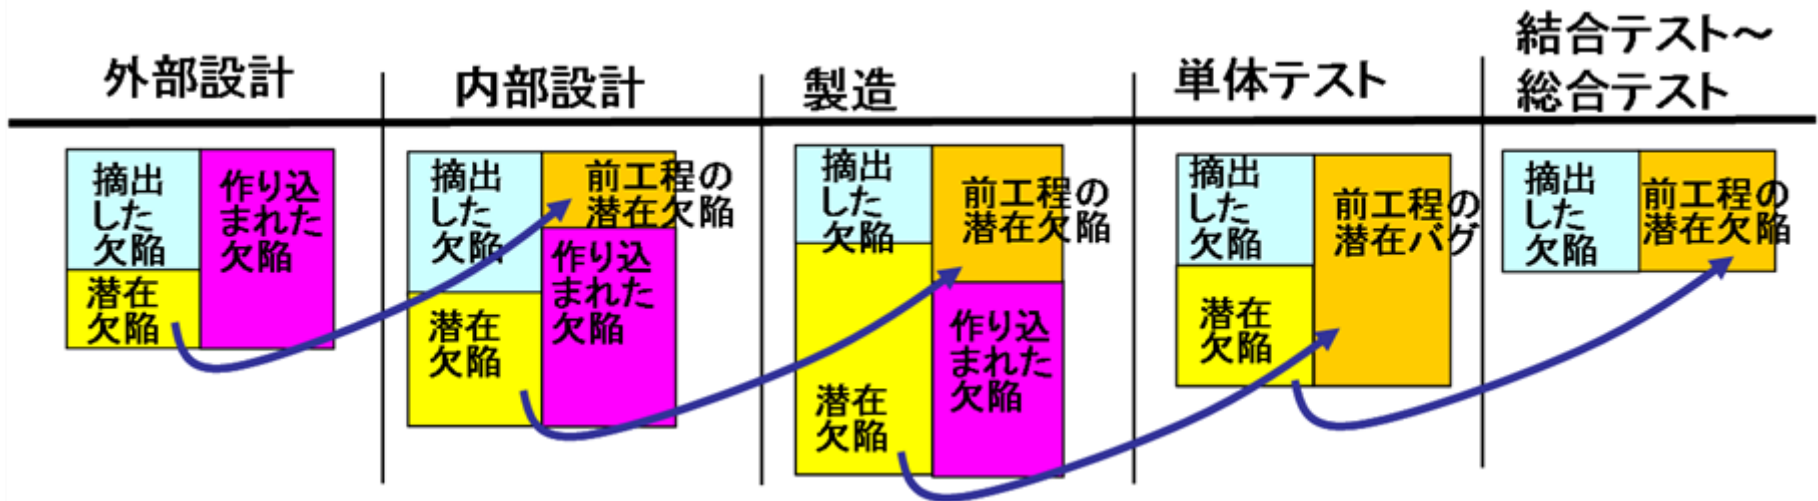 外部設計
内部設計
製造
単体テスト
結合テスト～
総合テスト
摘出
した
欠陥
作り込
まれた
欠陥
潜在
欠陥
摘出
した
欠陥
前工程の
潜在欠陥
作り込
まれた
欠陥
潜在
欠陥
摘出
した
欠陥
前工程の
潜在欠陥
作り込
まれた
欠陥
潜在
欠陥
摘出
した
欠陥
前工程の
潜在バグ
潜在
欠陥
摘出
した
欠陥
前工程の
潜在欠陥